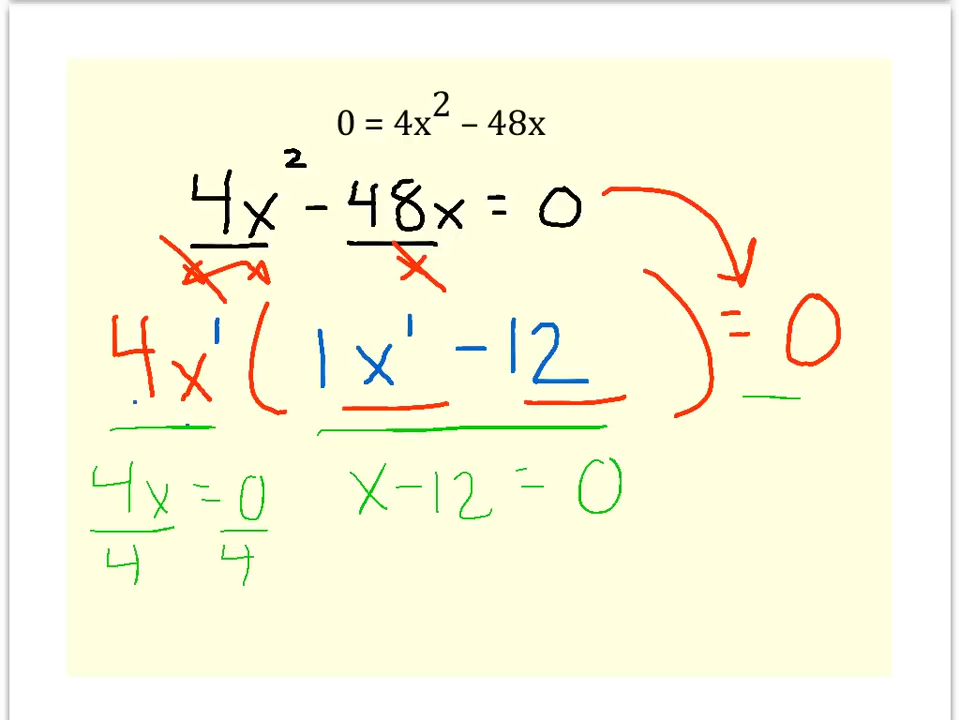 0 = 4x² – 48x
4x² - 48x = 0
x x x
4x¹ ( 1x¹ - 12 ) = 0
4x = 0 x - 12 = 0
4 4